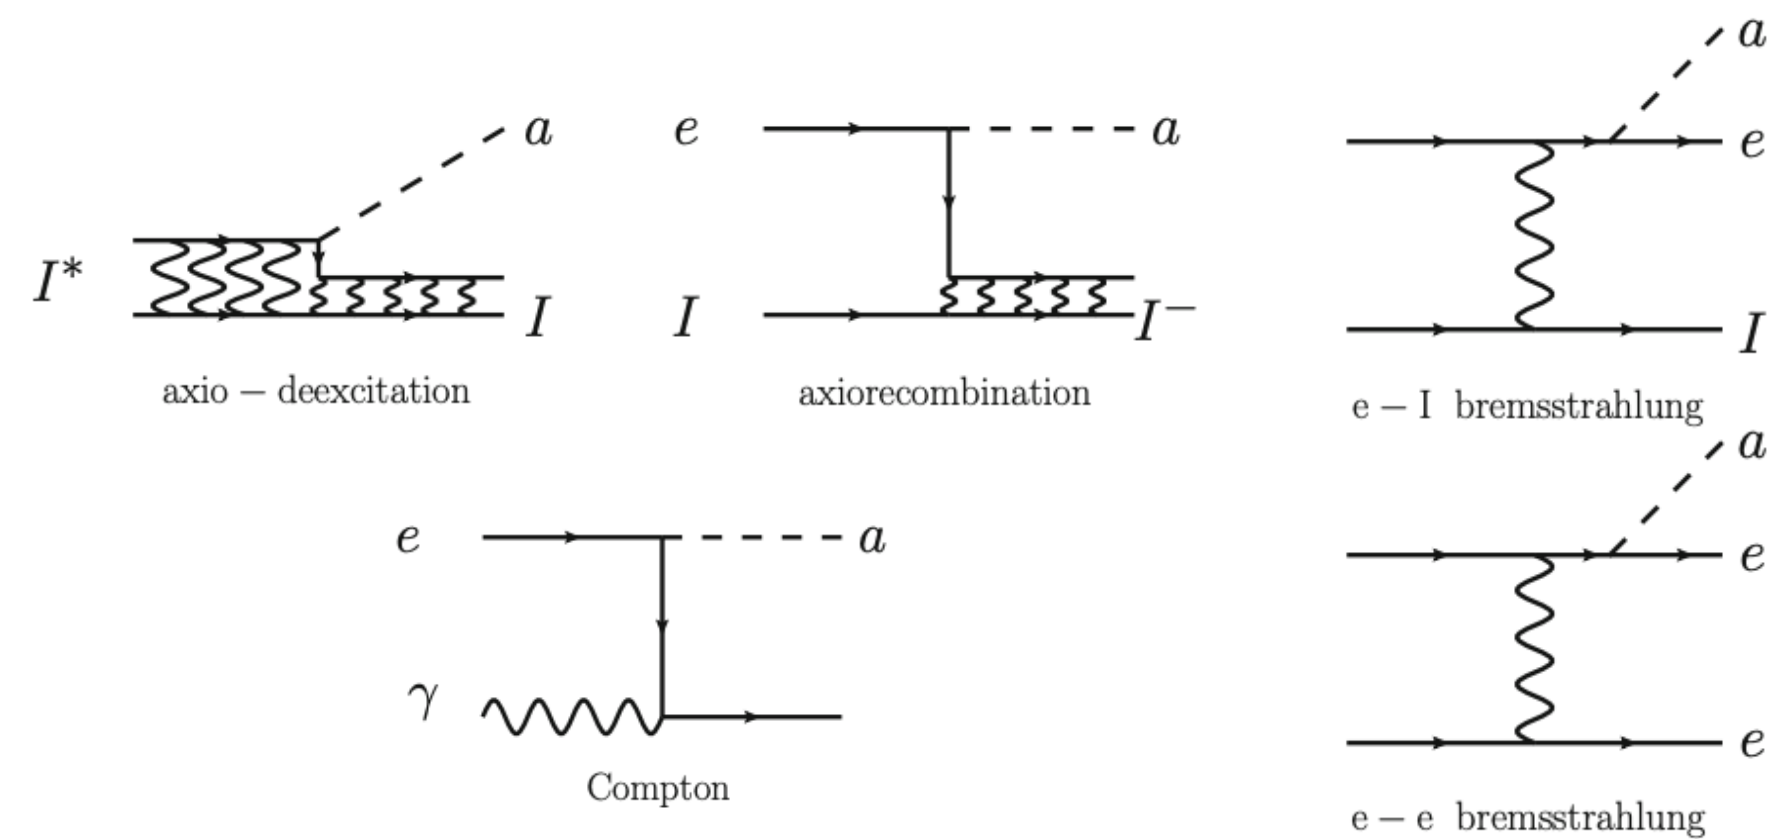 a
I*
I
axio – deexcitation
e
a
I
I⁻
axiorecombination
a
e
I
e – I bremsstrahlung
e
a
γ
Compton
a
e
e
e – e bremsstrahlung